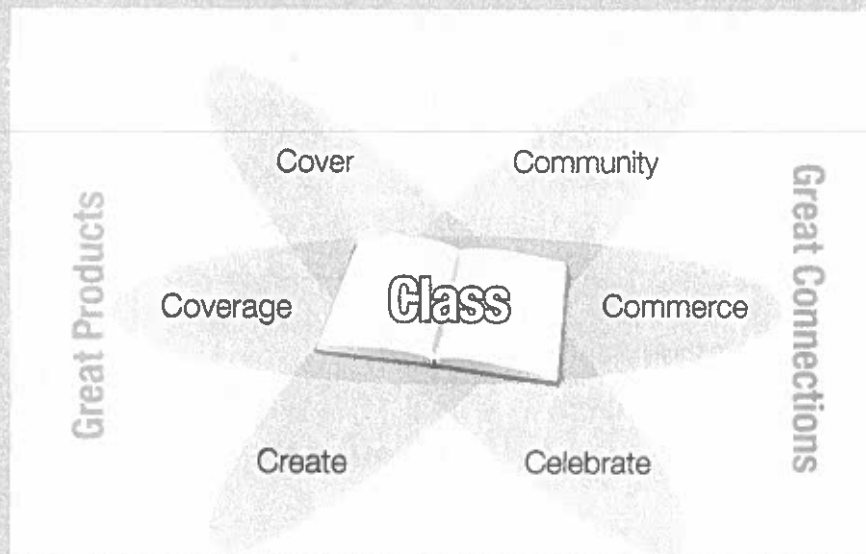 Cover
Community
Great Products
Great Connections
Coverage
Class
Commerce
Create
Celebrate